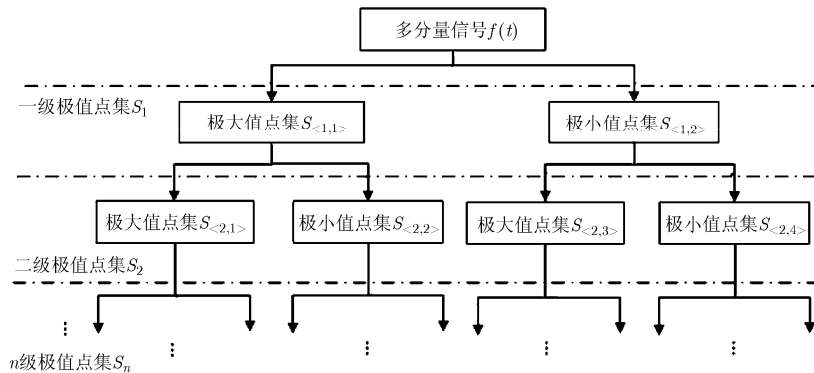 多分量信号f(t)
一级极值点集S₁
极大值点集S<1,1>
极小值点集S<1,2>
极大值点集S<2,1>
极小值点集S<2,2>
极大值点集S<2,3>
极小值点集S<2,4>
二级极值点集S₂
n级极值点集Sₙ